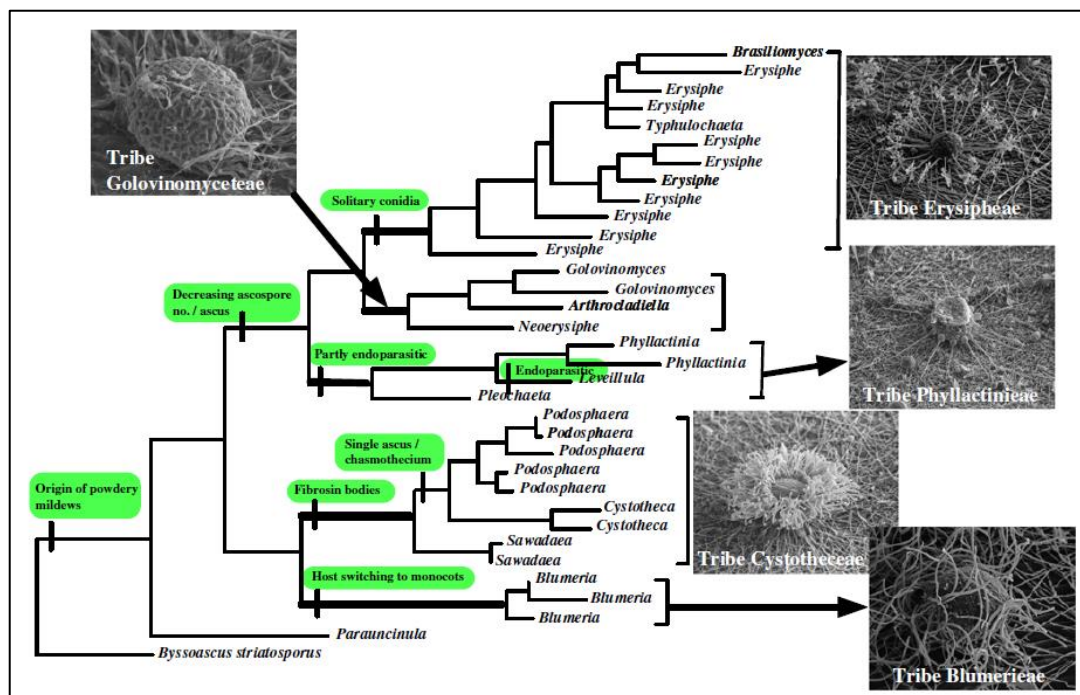 Tribe
Golovinomyceteae
Brasiliomyces
Erysiphe
Erysiphe
Erysiphe
Typhulochaeta
Erysiphe
Erysiphe
Erysiphe
Erysiphe
Erysiphe
Erysiphe
Erysiphe
Tribe Erysipheae
Solitary conidia
Golovinomyces
Golovinomyces
Arthrocladiella
Neoerysiphe
Decreasing ascospore
no. / ascus
Partly endoparasitic
Phyllactinia
Phyllactinia
Endoparasitic
Leveillula
Pleochaeta
Tribe Phyllactinieae
Podosphaera
Podosphaera
Podosphaera
Podosphaera
Podosphaera
Single ascus /
chasmothecium
Fibrosin bodies
Cystotheca
Cystotheca
Sawadaea
Sawadaea
Tribe Cystotheceae
Origin of powdery
mildews
Host switching to monocots
Blumeria
Blumeria
Blumeria
Tribe Blumerieae
Parauncinula
Byssoascus striatosporus